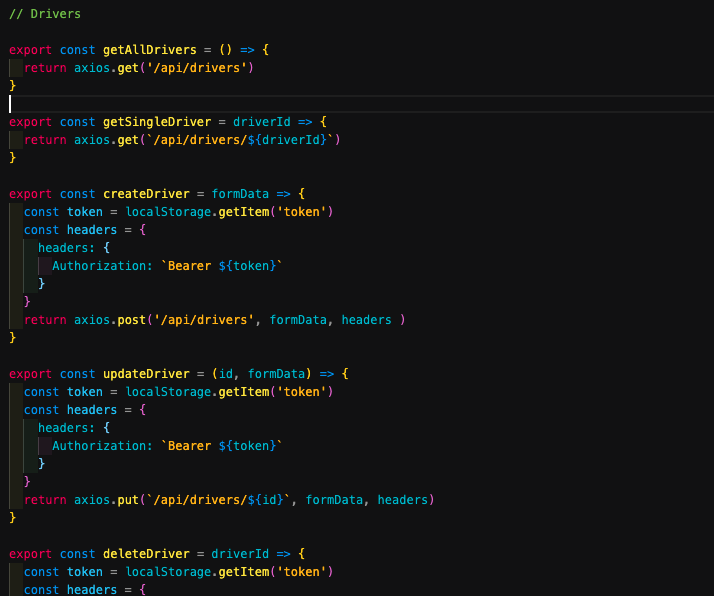 // Drivers
export const getAllDrivers = () => {
  return axios.get('/api/drivers')
}
export const getSingleDriver = driverId => {
  return axios.get(`/api/drivers/${driverId}`)
}
export const createDriver = formData => {
  const token = localStorage.getItem('token')
  const headers = {
    headers: {
      Authorization: `Bearer ${token}`
    }
  }
  return axios.post('/api/drivers', formData, headers )
}
export const updateDriver = (id, formData) => {
  const token = localStorage.getItem('token')
  const headers = {
    headers: {
      Authorization: `Bearer ${token}`
    }
  }
  return axios.put(`/api/drivers/${id}`, formData, headers)
}
export const deleteDriver = driverId => {
  const token = localStorage.getItem('token')
  const headers = {